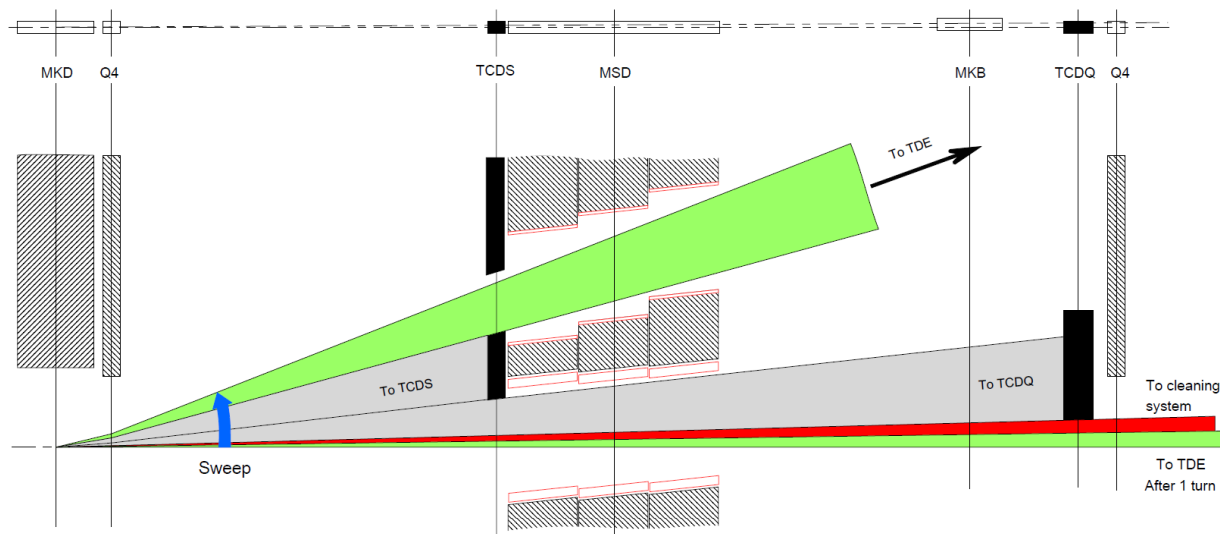 MKD
Q4
TCDS
MSD
MKB
TCDQ
Q4
To TDE
To TCDS
To TCDQ
To cleaning
system
Sweep
To TDE
After 1 turn